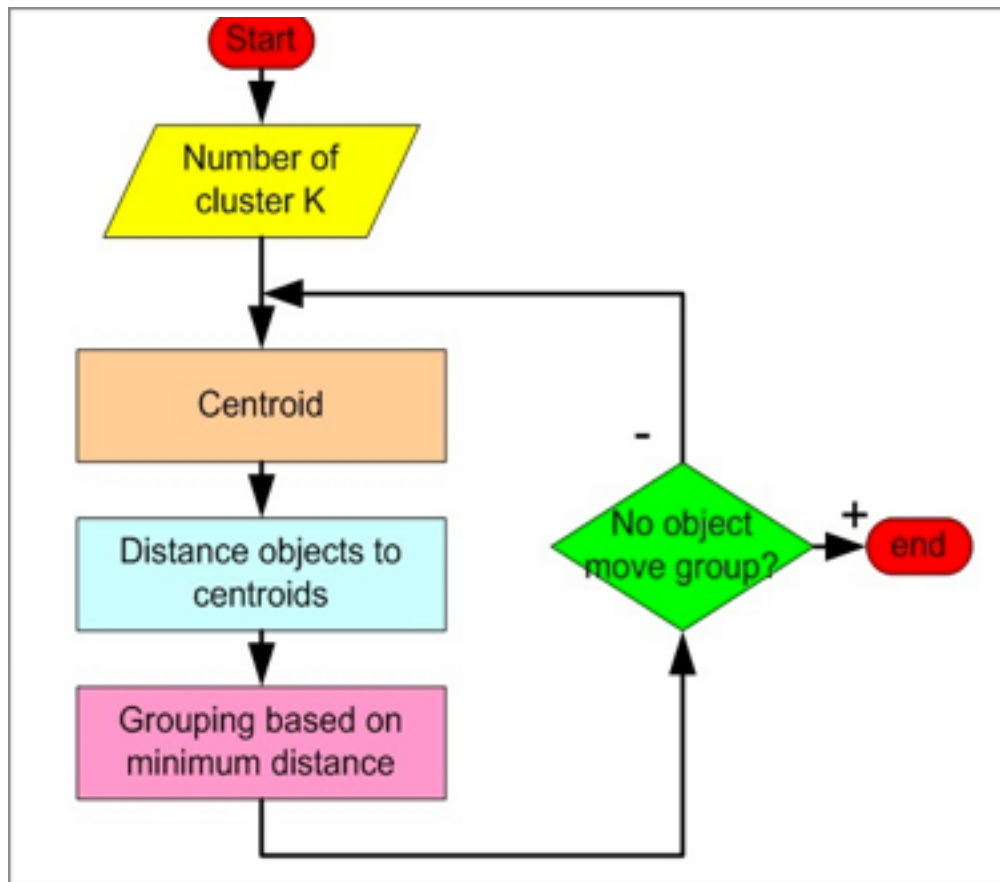 Start
Number of
cluster K
Centroid
Distance objects to
centroids
Grouping based on
minimum distance
-
No object
move group?
+
end